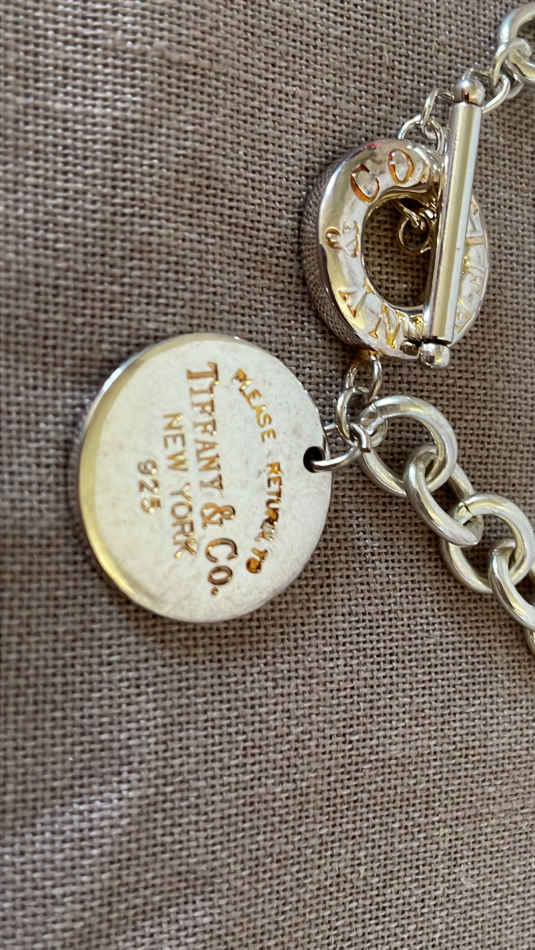 PLEASE RETURN TO
TIFFANY & Co.
NEW YORK
925